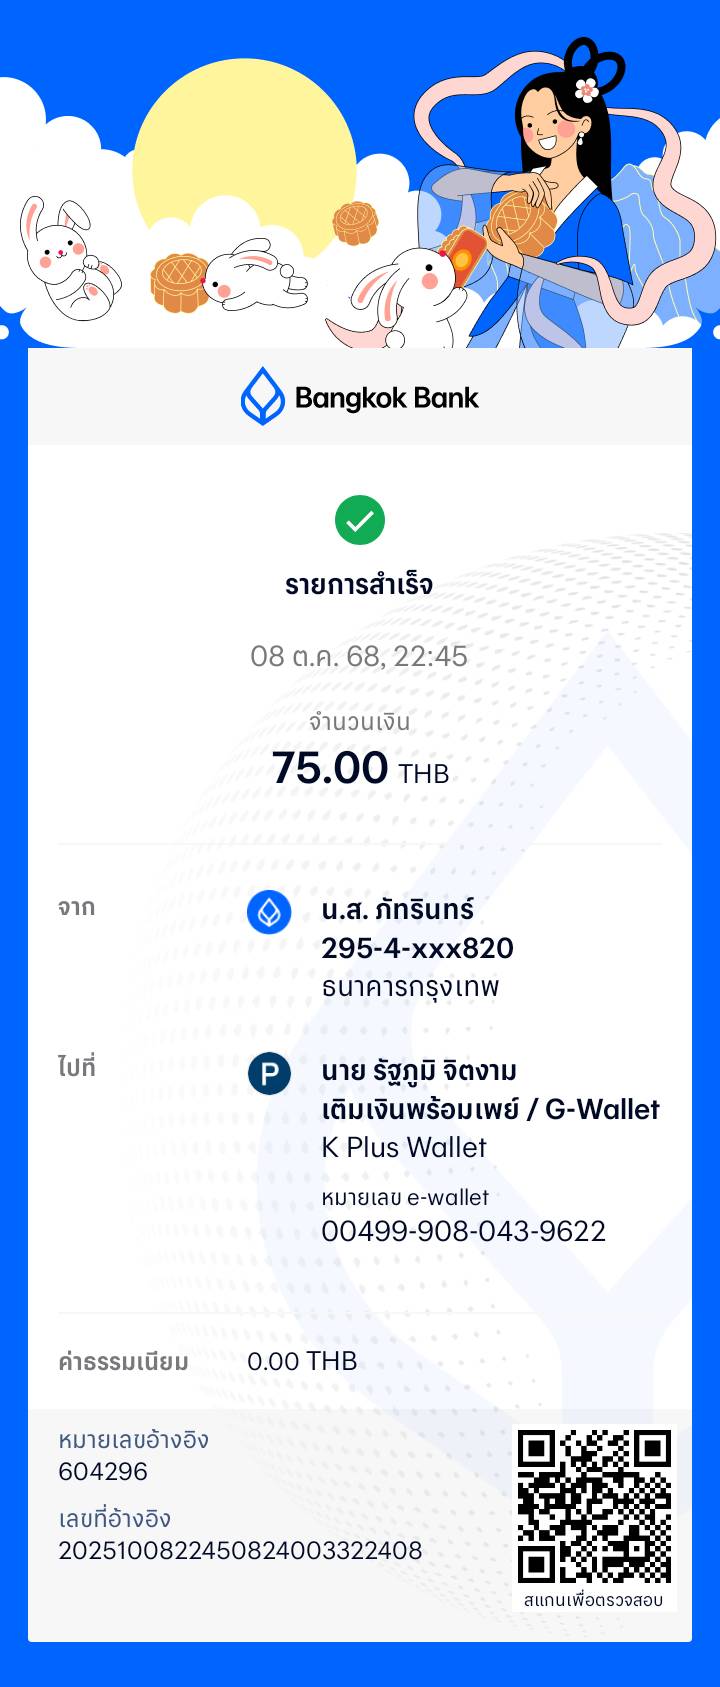 Bangkok Bank
รายการสำเร็จ
08 ต.ค. 68, 22:45
จำนวนเงิน
75.00 THB
จาก
น.ส. ภัทรินทร์
295-4-xxx820
ธนาคารกรุงเทพ
ไปที่
P
นาย รัฐภูมิ จิตงาม
เติมเงินพร้อมเพย์ / G-Wallet
K Plus Wallet
หมายเลข e-wallet
00499-908-043-9622
ค่าธรรมเนียม 0.00 THB
หมายเลขอ้างอิง
604296
เลขที่อ้างอิง
2025100822450824003322408
สแกนเพื่อตรวจสอบ